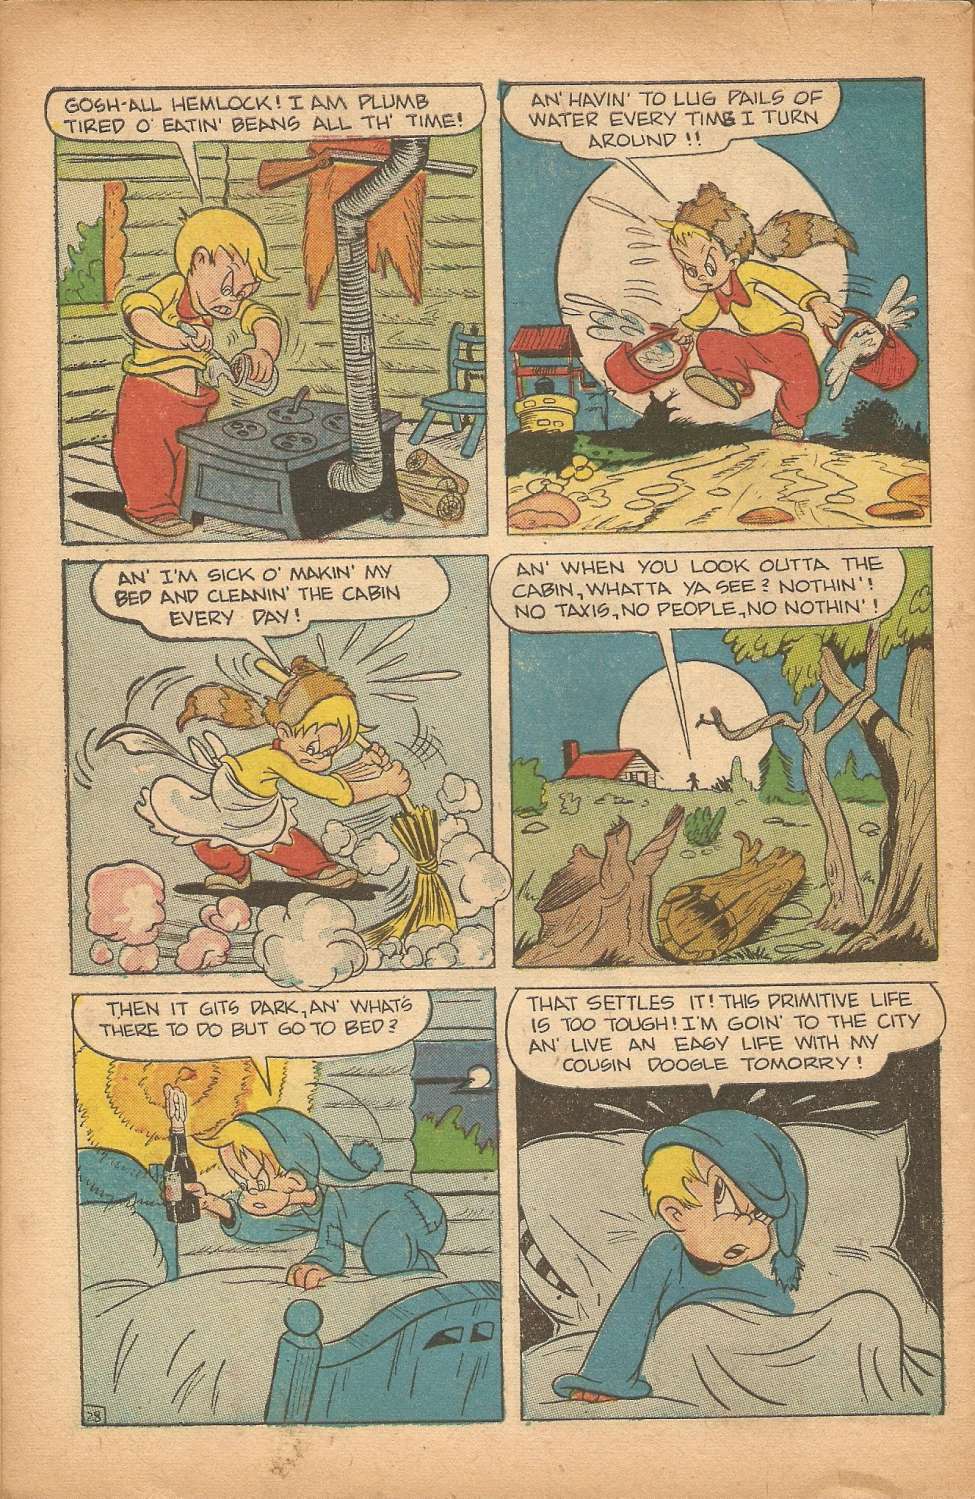 GOSH-ALL HEMLOCK! I AM PLUMB
TIRED O' EATIN' BEANS ALL TH' TIME!
AN' HAVIN' TO LUG PAILS OF
WATER EVERY TIME I TURN
AROUND!!
AN' I'M SICK O' MAKIN' MY
BED AND CLEANIN' THE CABIN
EVERY DAY!
AN' WHEN YOU LOOK OUTTA THE
CABIN, WHATTA YA SEE? NOTHIN'!
NO TAXIS, NO PEOPLE, NO NOTHIN'!
THEN IT GITS DARK, AN' WHAT'S
THERE TO DO BUT GO TO BED?
THAT SETTLES IT! THIS PRIMITIVE LIFE
IS TOO TOUGH! I'M GOIN' TO THE CITY
AN' LIVE AN EASY LIFE WITH MY
COUSIN DOOGLE TOMORRY!
28